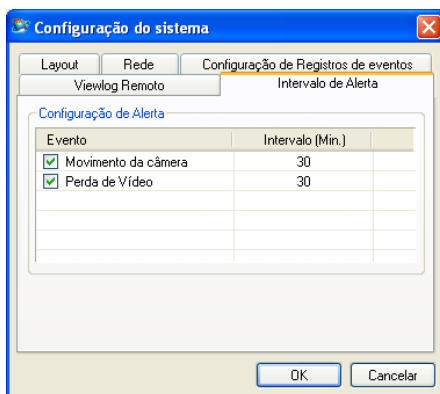 Configuração do sistema
Layout Rede Configuração de Registros de eventos
Viewlog Remoto Intervalo de Alerta
Configuração de Alerta
Evento Intervalo (Min.)
Movimento da câmera 30
Perda de Vídeo 30
OK Cancelar